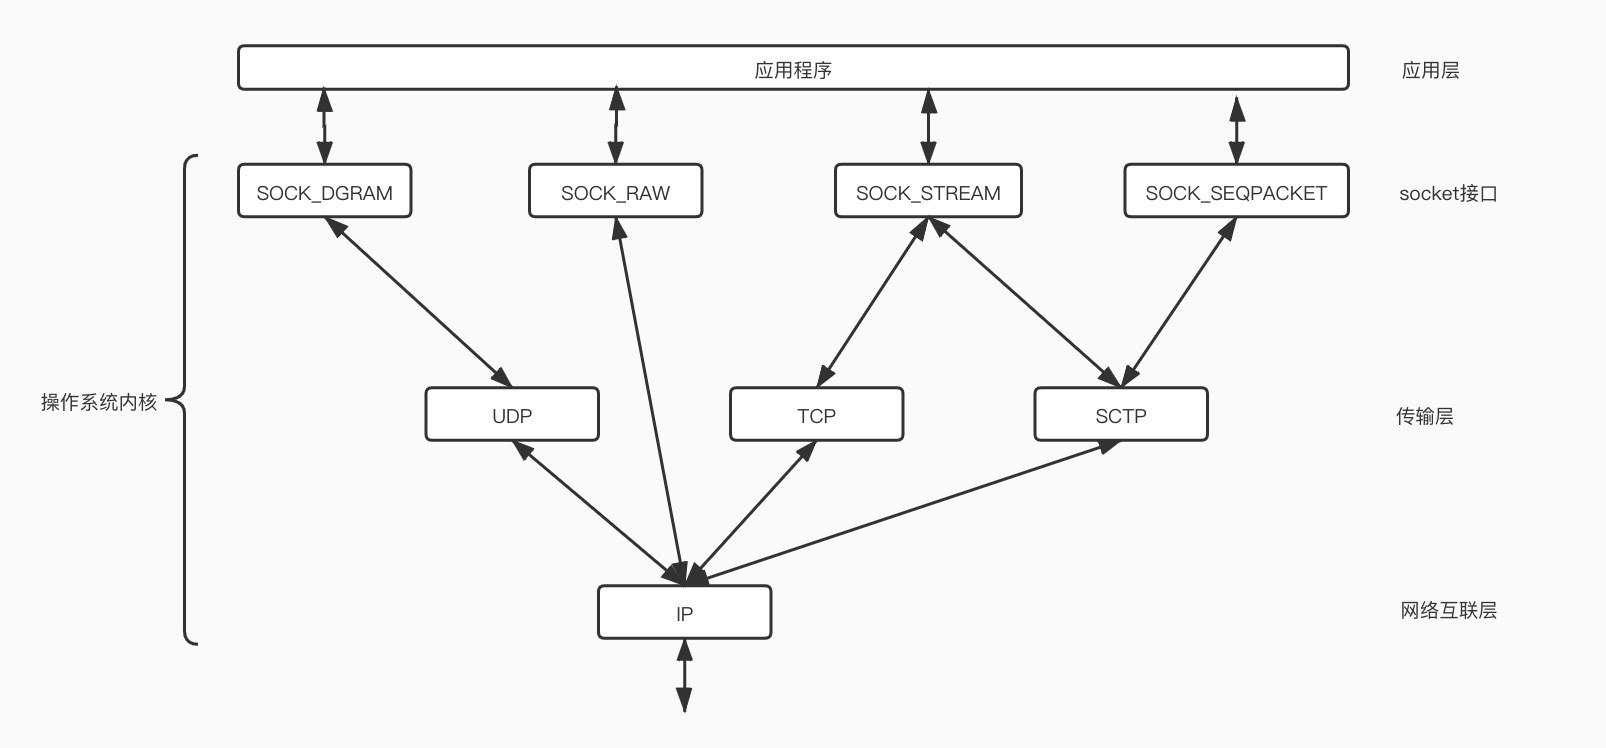 应用程序
应用层
SOCK_DGRAM
SOCK_RAW
SOCK_STREAM
SOCK_SEQPACKET
socket接口
操作系统内核
UDP
TCP
SCTP
传输层
IP
网络互联层